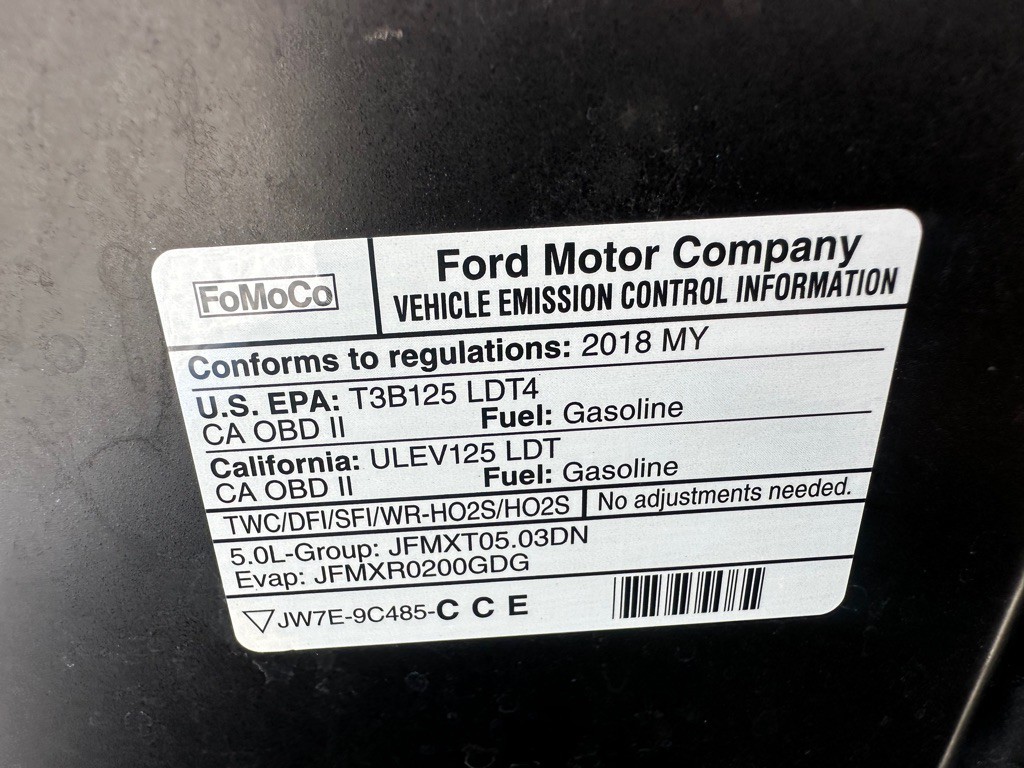 FoMoCo
Ford Motor Company
VEHICLE EMISSION CONTROL INFORMATION
Conforms to regulations: 2018 MY
U.S. EPA: T3B125 LDT4
CA OBD II Fuel: Gasoline
California: ULEV125 LDT
CA OBD II Fuel: Gasoline
TWC/DFI/SFI/WR-HO2S/HO2S No adjustments needed.
5.0L-Group: JFMXT05.03DN
Evap: JFMXR0200GDG
JW7E-9C485-C C E